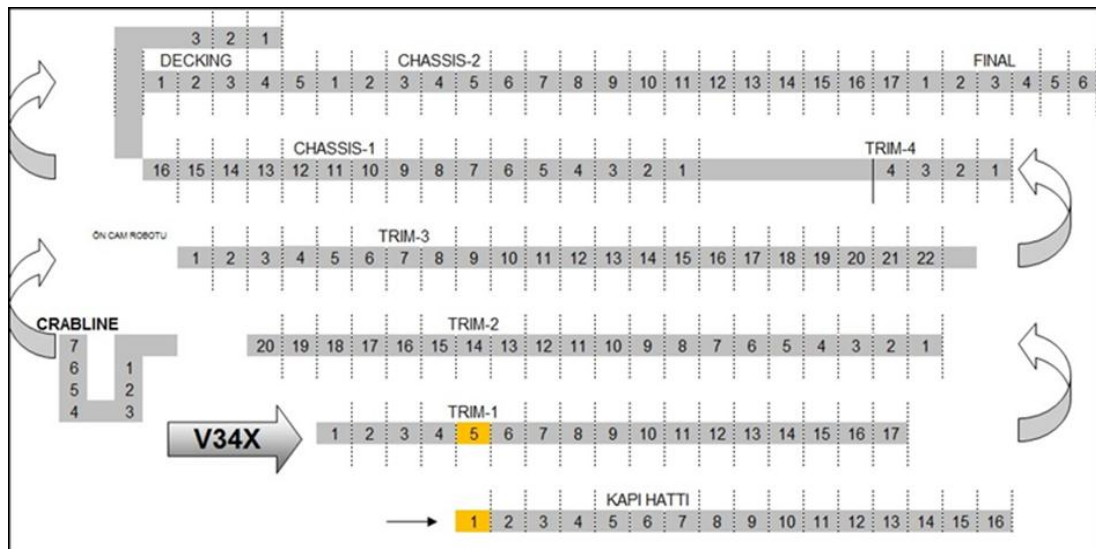 3 2 1
DECKING CHASSIS-2 FINAL
1 2 3 4 5 1 2 3 4 5 6 7 8 9 10 11 12 13 14 15 16 17 1 2 3 4 5 6
CHASSIS-1 TRIM-4
16 15 14 13 12 11 10 9 8 7 6 5 4 3 2 1 4 3 2 1
ÖN CAM ROBOTU TRIM-3
1 2 3 4 5 6 7 8 9 10 11 12 13 14 15 16 17 18 19 20 21 22
CRABLINE TRIM-2
7 20 19 18 17 16 15 14 13 12 11 10 9 8 7 6 5 4 3 2 1
6 1
5 2
4 3
TRIM-1
V34X 1 2 3 4 5 6 7 8 9 10 11 12 13 14 15 16 17
KAPI HATTI
1 2 3 4 5 6 7 8 9 10 11 12 13 14 15 16